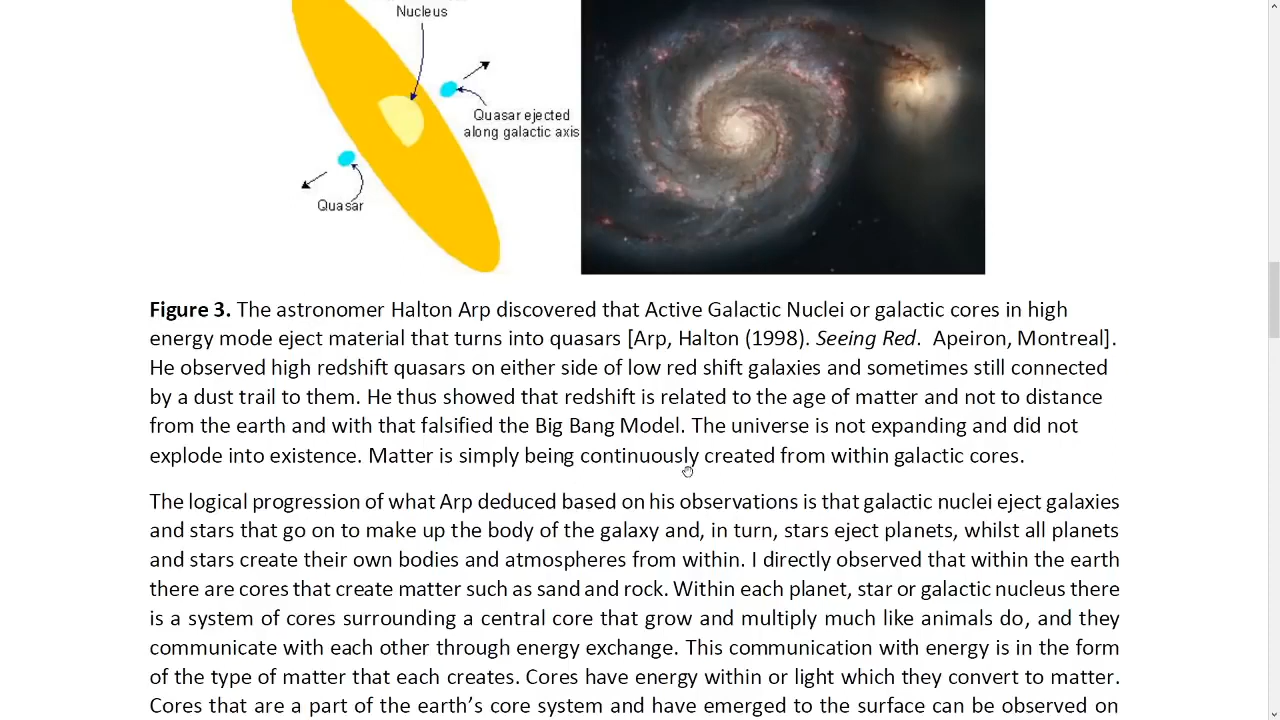 Nucleus
Quasar ejected
along galactic axis
Quasar
Figure 3. The astronomer Halton Arp discovered that Active Galactic Nuclei or galactic cores in high
energy mode eject material that turns into quasars [Arp, Halton (1998). Seeing Red. Apeiron, Montreal].
He observed high redshift quasars on either side of low red shift galaxies and sometimes still connected
by a dust trail to them. He thus showed that redshift is related to the age of matter and not to distance
from the earth and with that falsified the Big Bang Model. The universe is not expanding and did not
explode into existence. Matter is simply being continuously created from within galactic cores.
The logical progression of what Arp deduced based on his observations is that galactic nuclei eject galaxies
and stars that go on to make up the body of the galaxy and, in turn, stars eject planets, whilst all planets
and stars create their own bodies and atmospheres from within. I directly observed that within the earth
there are cores that create matter such as sand and rock. Within each planet, star or galactic nucleus there
is a system of cores surrounding a central core that grow and multiply much like animals do, and they
communicate with each other through energy exchange. This communication with energy is in the form
of the type of matter that each creates. Cores have energy within or light which they convert to matter.
Cores that are a part of the earth's core system and have emerged to the surface can be observed on